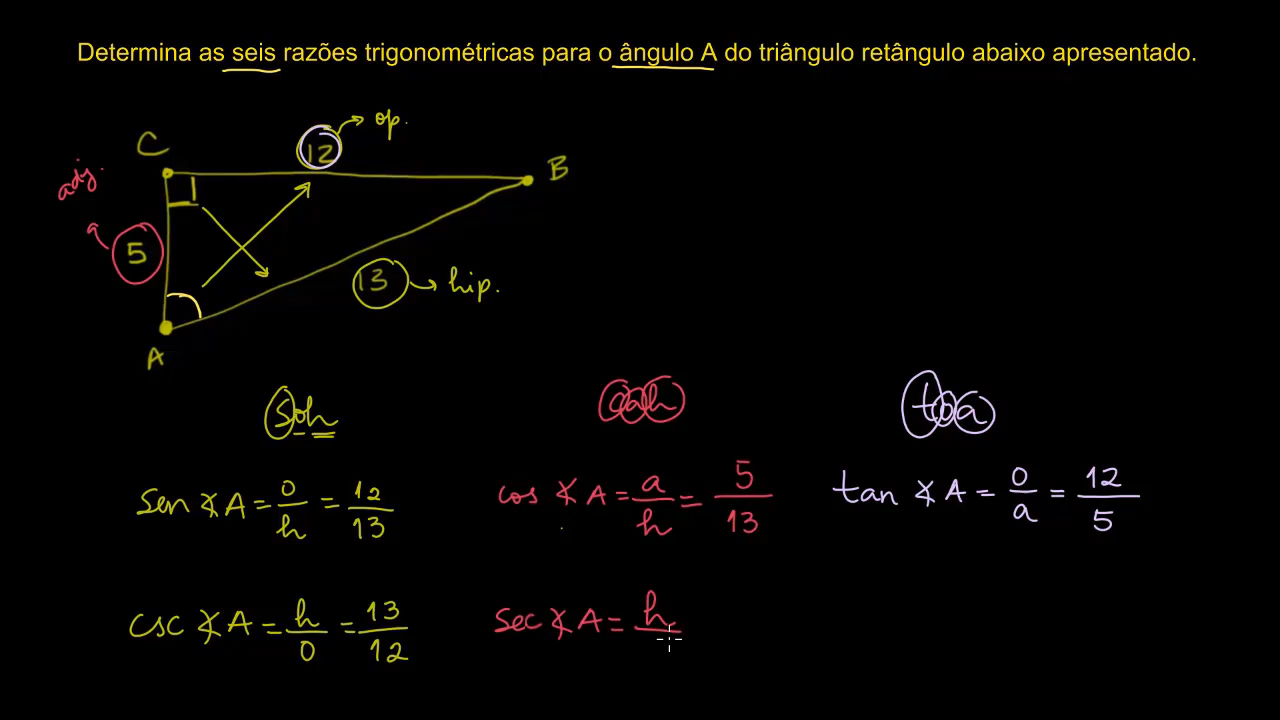 Determina as seis razões trigonométricas para o ângulo A do triângulo retângulo abaixo apresentado.
C 12 → op. B
adj.
5
13 → hip.
A
soh cah toa
sen ∢ A = o/h = 12/13 cos ∢ A = a/h = 5/13 tan ∢ A = o/a = 12/5
csc ∢ A = h/o = 13/12 sec ∢ A = h/